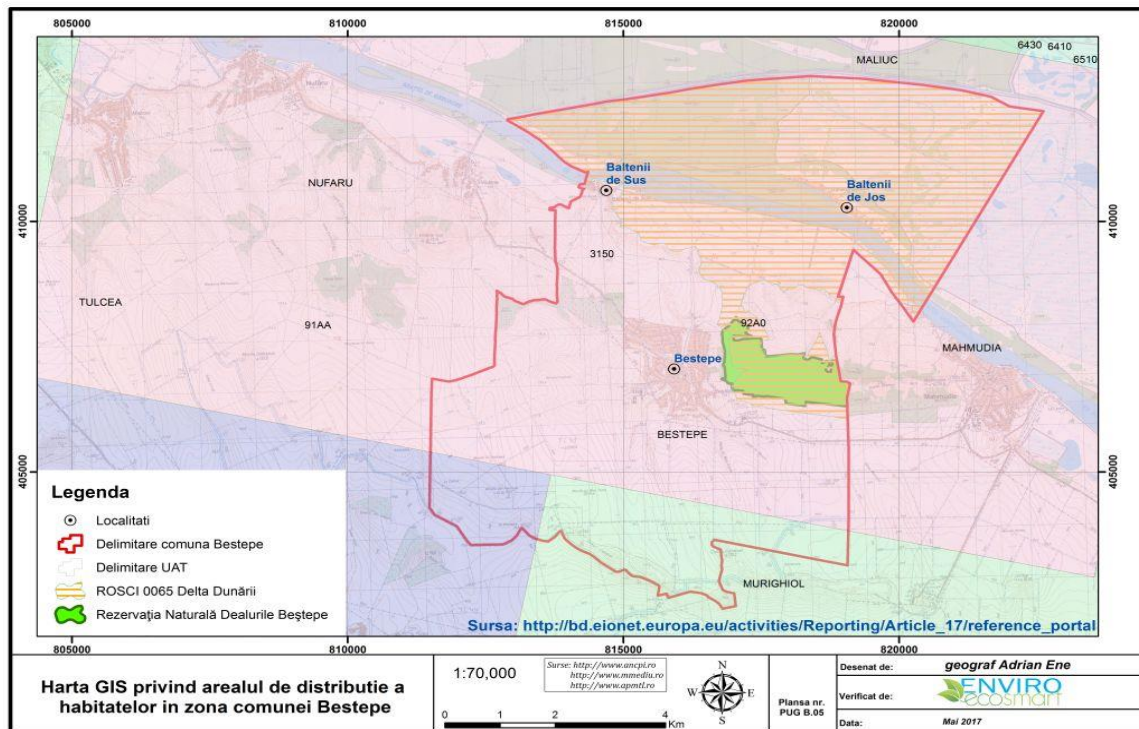 805000
810000
815000
820000
6430
6410
6510
MALIUC
Baltenii
de Sus
NUFARU
Baltenii
de Jos
410000
410000
3150
TULCEA
91AA
92A0
MAHMUDIA
Bestepe
BESTEPE
405000
405000
Legenda
Localitati
Delimitare comuna Bestepe
Delimitare UAT
ROSCI 0065 Delta Dunării
Rezervația Naturală Dealurile Beștepe
MURIGHIOL
Sursa: http://bd.eionet.europa.eu/activities/Reporting/Article_17/reference_portal
805000
810000
815000
820000
Harta GIS privind arealul de distributie a
habitatelor in zona comunei Bestepe
1:70,000
Surse: http://www.ancpi.ro
http://www.mmediu.ro
http://www.apmtl.ro
0 1 2 4
Km
N
W E
S
Plansa nr.
PUG B.05
Desenat de: geograf Adrian Ene
Verificat de: ENVIRO
ecosmart
Data: Mai 2017